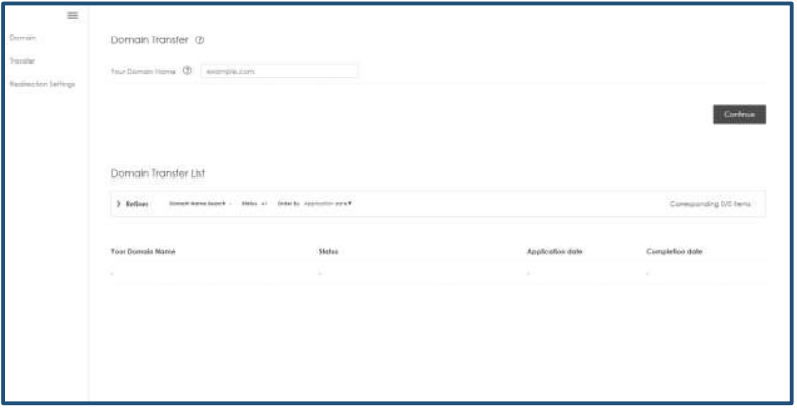 Domain
Transfer
Redirection Settings
Domain Transfer ?
Your Domain Name ? example.com
Continue
Domain Transfer List
Refiner Domain Name Search - Status All Order By Application date▼ Corresponding 0/0 items
Your Domain Name Status Application date Completion date
- - - -